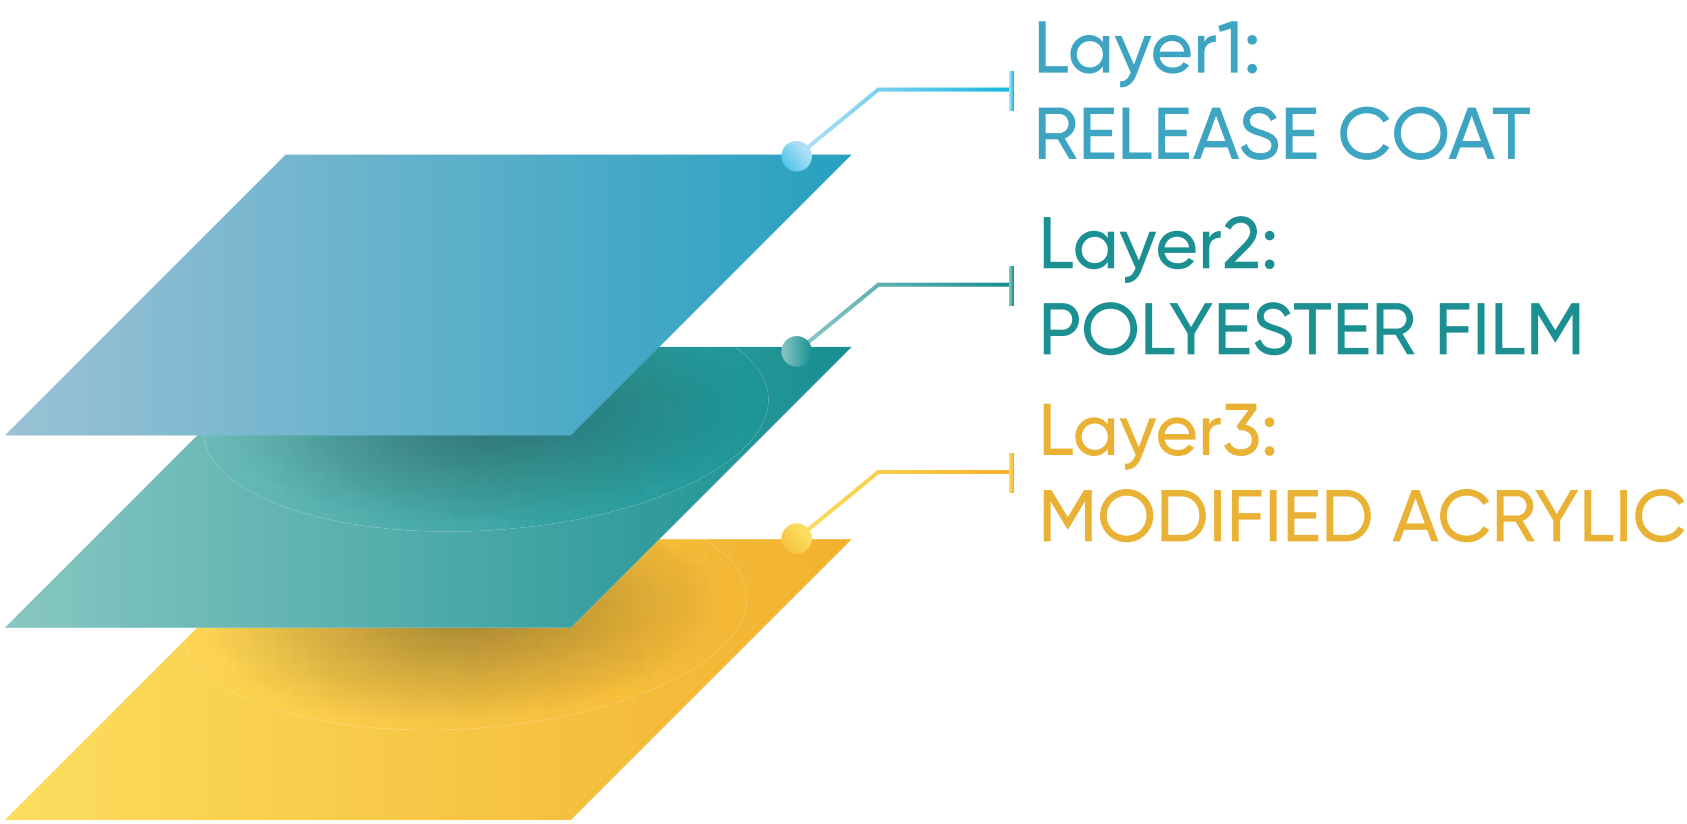 Layer1:
RELEASE COAT
Layer2:
POLYESTER FILM
Layer3:
MODIFIED ACRYLIC